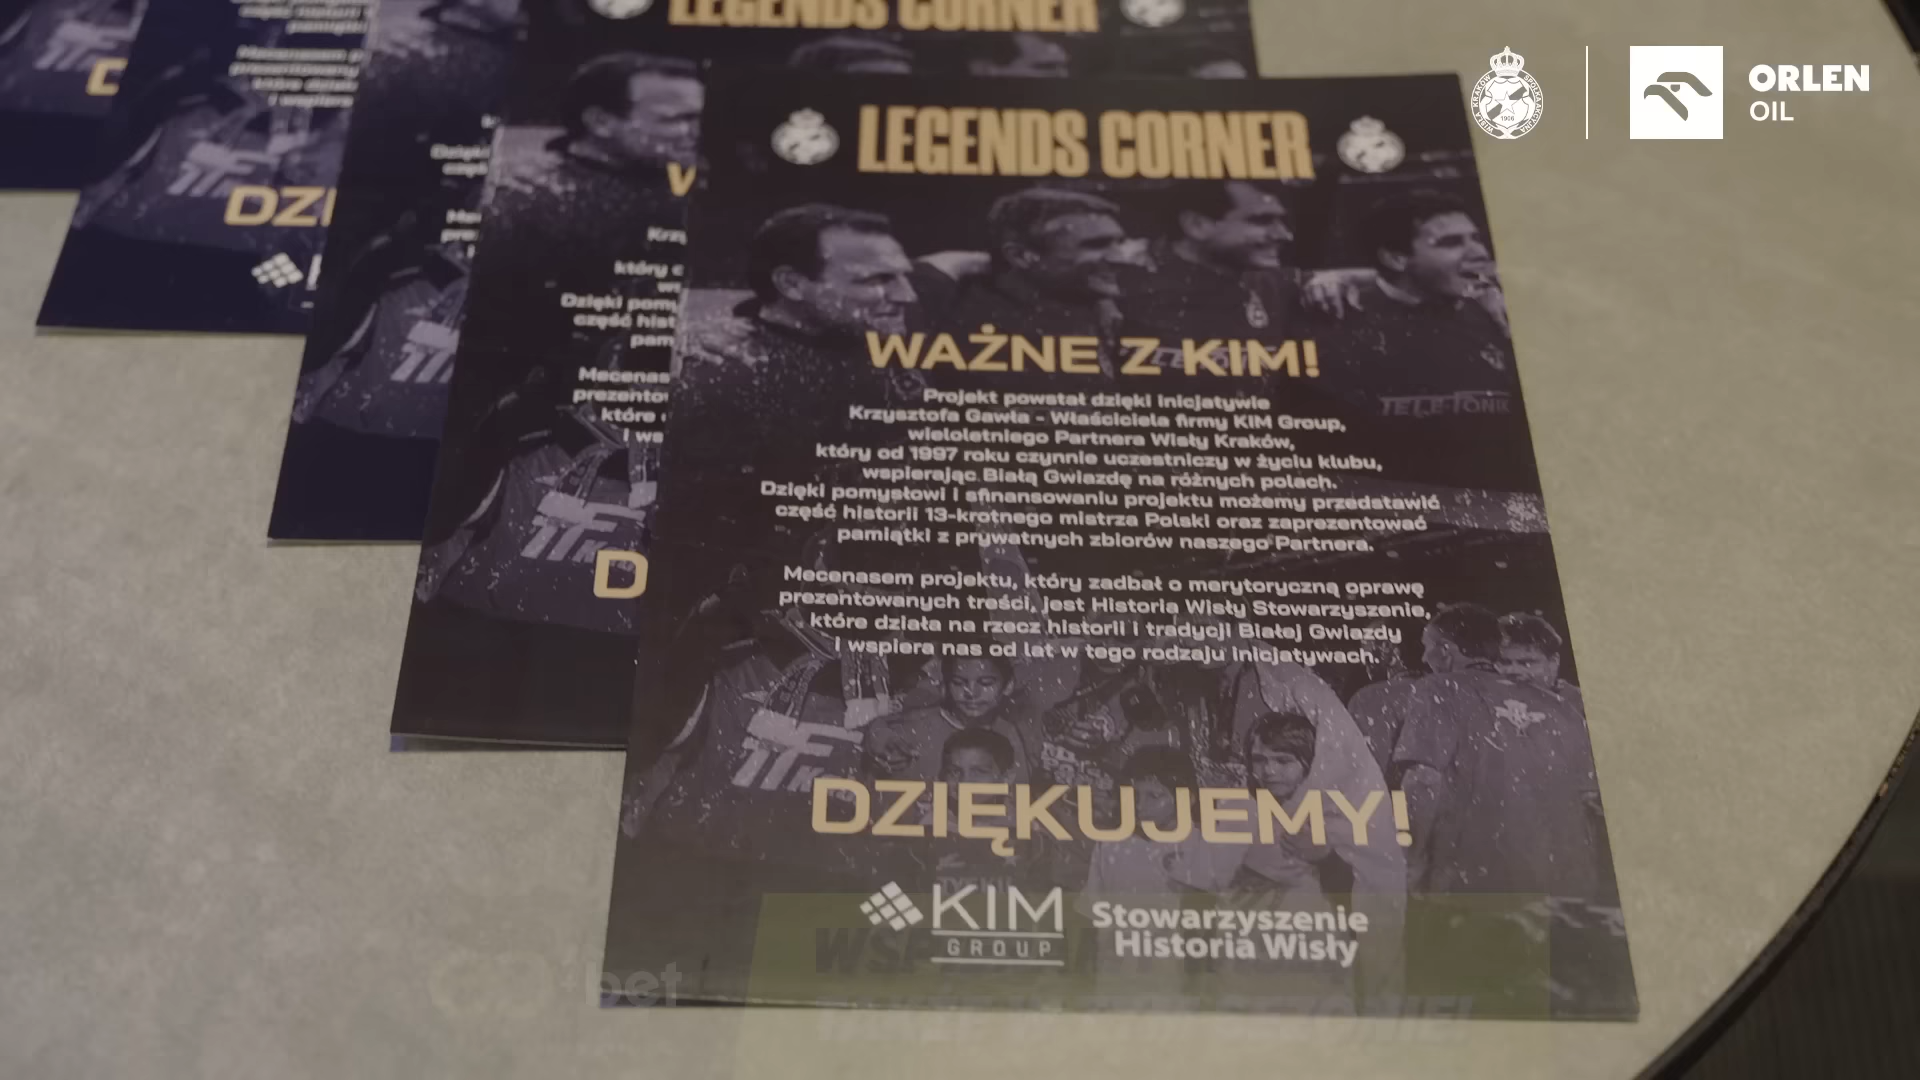 LEGENDS CORNER
ORLEN
OIL
LEGENDS CORNER
WAŻNE Z KIM!
Projekt powstał dzięki inicjatywie
Krzysztofa Gawła - Właściciela firmy KIM Group,
wieloletniego Partnera Wisły Kraków,
który od 1997 roku czynnie uczestniczy w życiu klubu,
wspierając Białą Gwiazdę na różnych polach.
Dzięki pomysłowi i sfinansowaniu projektu możemy przedstawić
część historii 13-krotnego mistrza Polski oraz zaprezentować
pamiątki z prywatnych zbiorów naszego Partnera.
Mecenasem projektu, który zadbał o merytoryczną oprawę
prezentowanych treści, jest Historia Wisły Stowarzyszenie,
które działa na rzecz historii i tradycji Białej Gwiazdy
i wspiera nas od lat w tego rodzaju inicjatywach.
DZIĘKUJEMY!
KIM
GROUP
Stowarzyszenie
Historia Wisły
bet